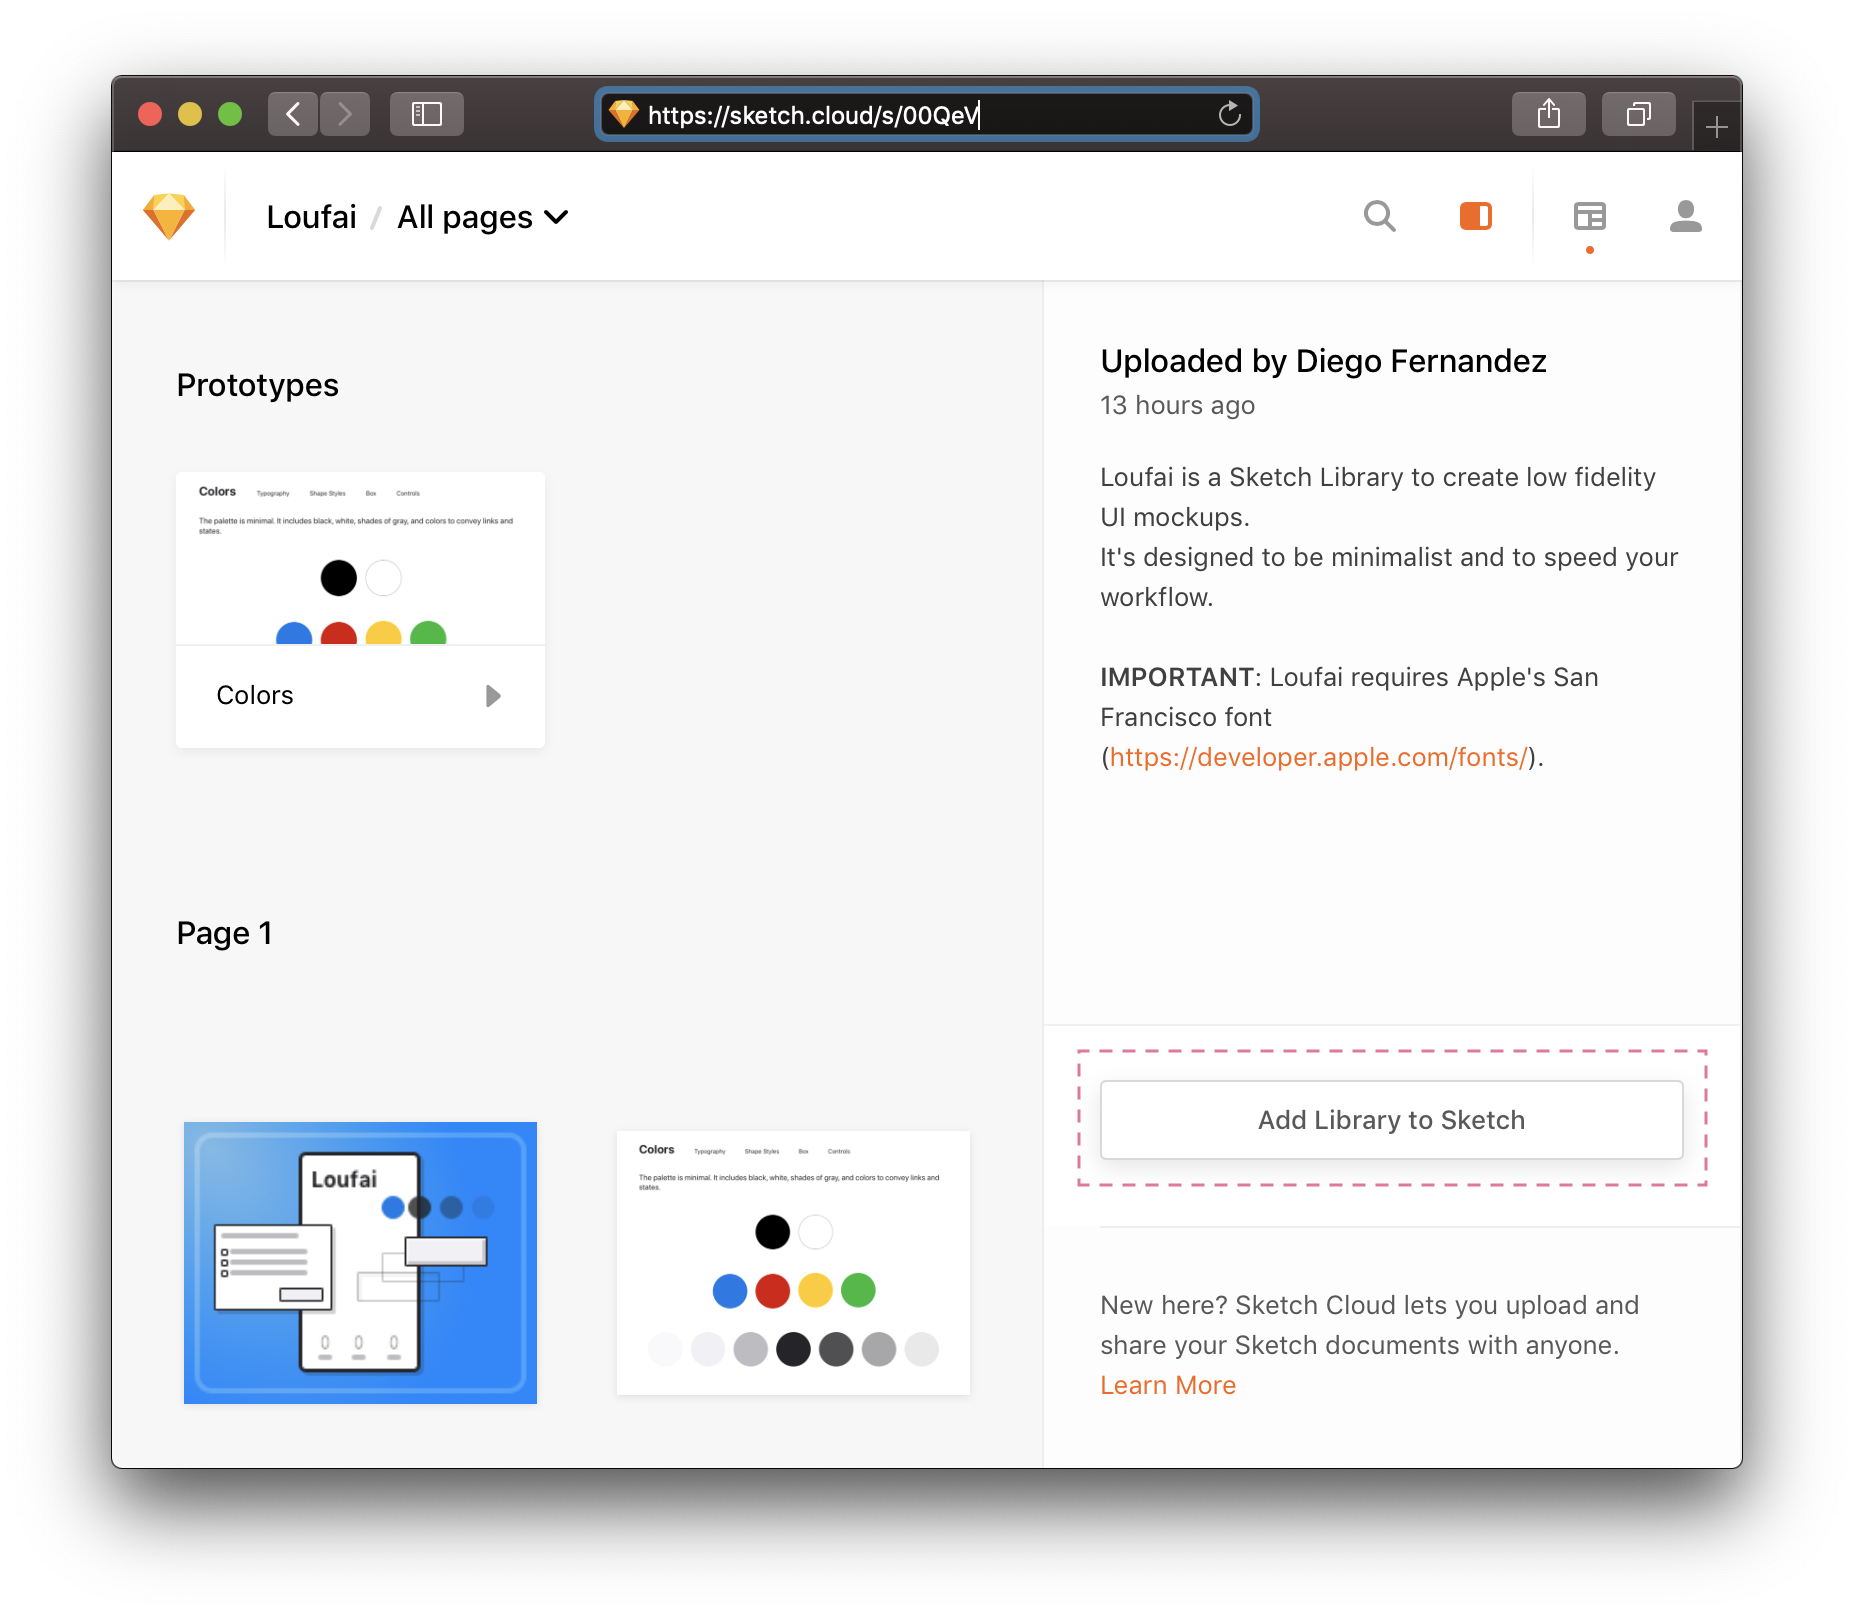 https://sketch.cloud/s/00QeV
Loufai / All pages
Prototypes
Colors Typography Shape Styles Box Controls
The palette is minimal. It includes black, white, shades of gray, and colors to convey links and
states.
Colors
Page 1
Loufai
0 0 0
Colors Typography Shape Styles Box Controls
The palette is minimal. It includes black, white, shades of gray, and colors to convey links and
states.
Uploaded by Diego Fernandez
13 hours ago
Loufai is a Sketch Library to create low fidelity
UI mockups.
It's designed to be minimalist and to speed your
workflow.
IMPORTANT: Loufai requires Apple's San
Francisco font
(https://developer.apple.com/fonts/).
Add Library to Sketch
New here? Sketch Cloud lets you upload and
share your Sketch documents with anyone.
Learn More